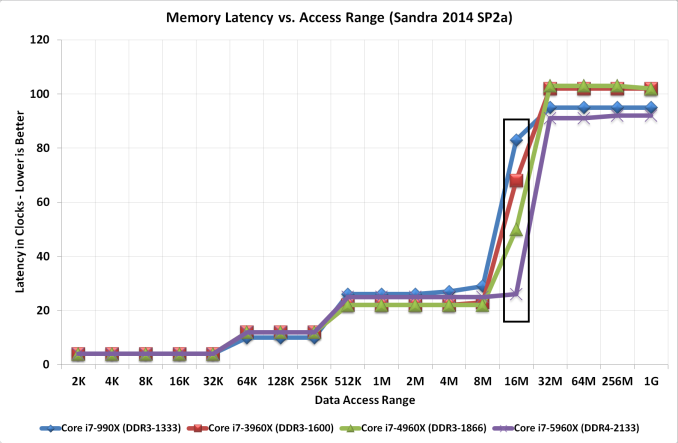 Memory Latency vs. Access Range (Sandra 2014 SP2a)
120
100
80
60
40
20
0
Latency in Clocks - Lower is Better
2K 4K 8K 16K 32K 64K 128K 256K 512K 1M 2M 4M 8M 16M 32M 64M 256M 1G
Data Access Range
Core i7-990X (DDR3-1333) Core i7-3960X (DDR3-1600) Core i7-4960X (DDR3-1866) Core i7-5960X (DDR4-2133)